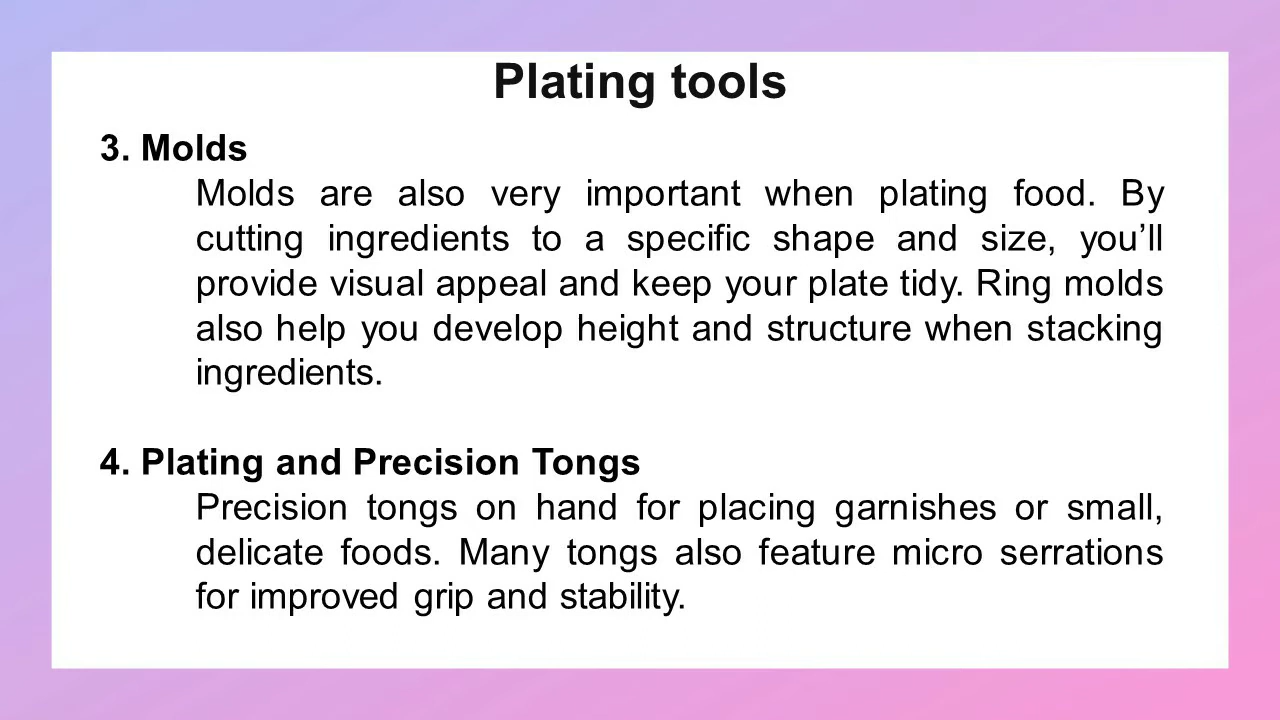 Plating tools
3. Molds
Molds are also very important when plating food. By
cutting ingredients to a specific shape and size, you’ll
provide visual appeal and keep your plate tidy. Ring molds
also help you develop height and structure when stacking
ingredients.
4. Plating and Precision Tongs
Precision tongs on hand for placing garnishes or small,
delicate foods. Many tongs also feature micro serrations
for improved grip and stability.